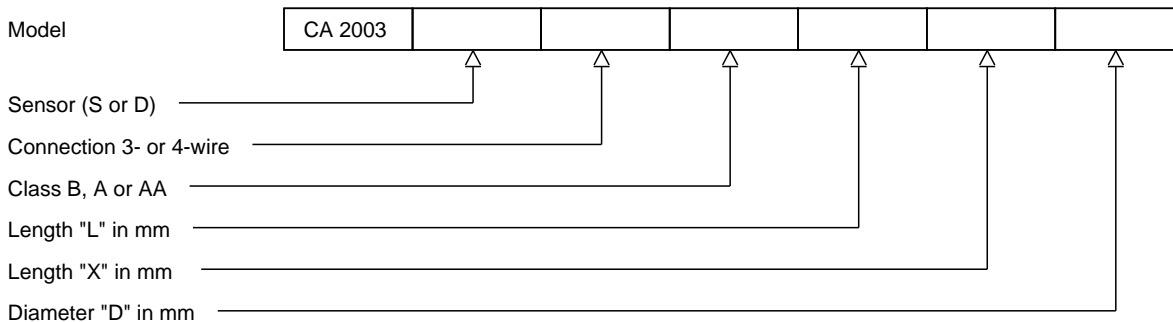 Model CA 2003
Sensor (S or D)
Connection 3- or 4-wire
Class B, A or AA
Length "L" in mm
Length "X" in mm
Diameter "D" in mm